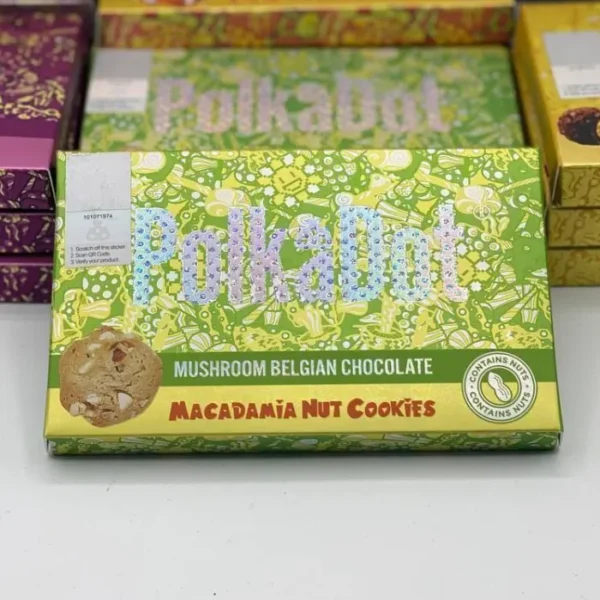 PolkaDot
101071974
1. Scratch off the sticker
2. Scan QR Code
3. Verify your product
PolkaDot
MUSHROOM BELGIAN CHOCOLATE
MACADAMIA NUT COOKIES
CONTAINS NUTS
CONTAINS NUTS